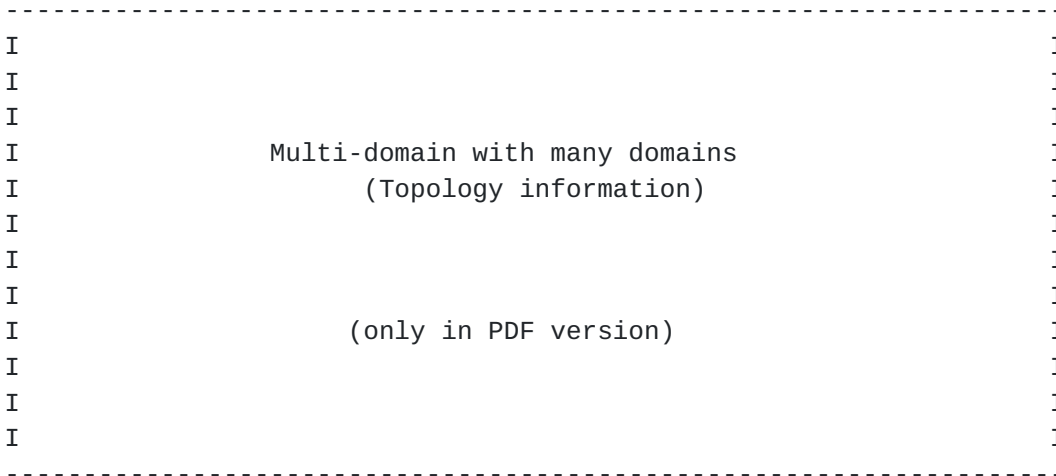 ---------------------------------------------------------------------
I I
I I
I I
I Multi-domain with many domains I
I (Topology information) I
I I
I I
I I
I (only in PDF version) I
I I
I I
I I
---------------------------------------------------------------------